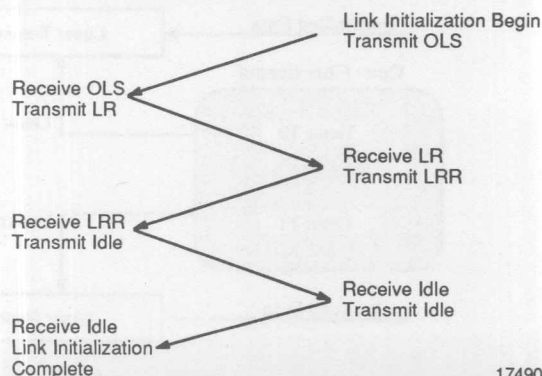 Link Initialization Begin
Transmit OLS
Receive OLS
Transmit LR
Receive LR
Transmit LRR
Receive LRR
Transmit Idle
Receive Idle
Transmit Idle
Receive Idle
Link Initialization
Complete
17490